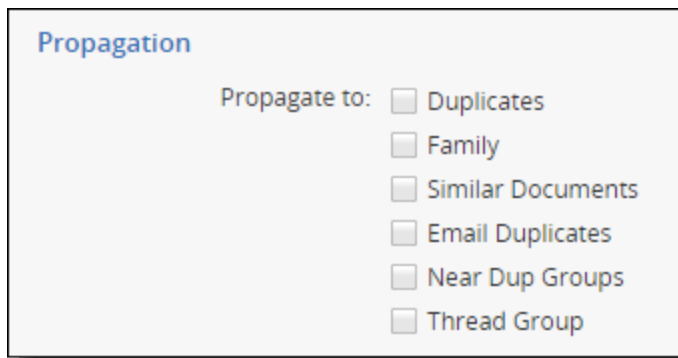 Propagation
Propagate to: Duplicates
Family
Similar Documents
Email Duplicates
Near Dup Groups
Thread Group